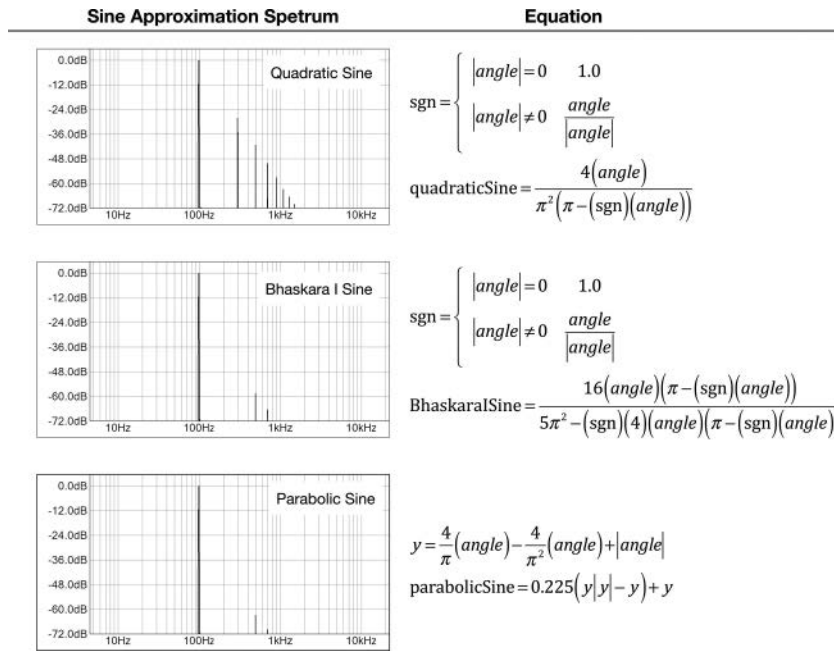 Sine Approximation Spetrum Equation
0.0dB
-12.0dB
-24.0dB
-36.0dB
-48.0dB
-60.0dB
-72.0dB
10Hz 100Hz 1kHz 10kHz
Quadratic Sine
sgn = { |angle| = 0 1.0
|angle| ≠ 0 angle/|angle|
quadraticSine = 4(angle)/π²(π−(sgn)(angle))
0.0dB
-12.0dB
-24.0dB
-36.0dB
-48.0dB
-60.0dB
-72.0dB
10Hz 100Hz 1kHz 10kHz
Bhaskara I Sine
sgn = { |angle| = 0 1.0
|angle| ≠ 0 angle/|angle|
BhaskaraISine = 16(angle)(π−(sgn)(angle))/5π²−(sgn)(4)(angle)(π−(sgn)(angle)
0.0dB
-12.0dB
-24.0dB
-36.0dB
-48.0dB
-60.0dB
-72.0dB
10Hz 100Hz 1kHz 10kHz
Parabolic Sine
y = 4/π(angle) − 4/π²(angle)+|angle|
parabolicSine = 0.225(y|y|−y)+y